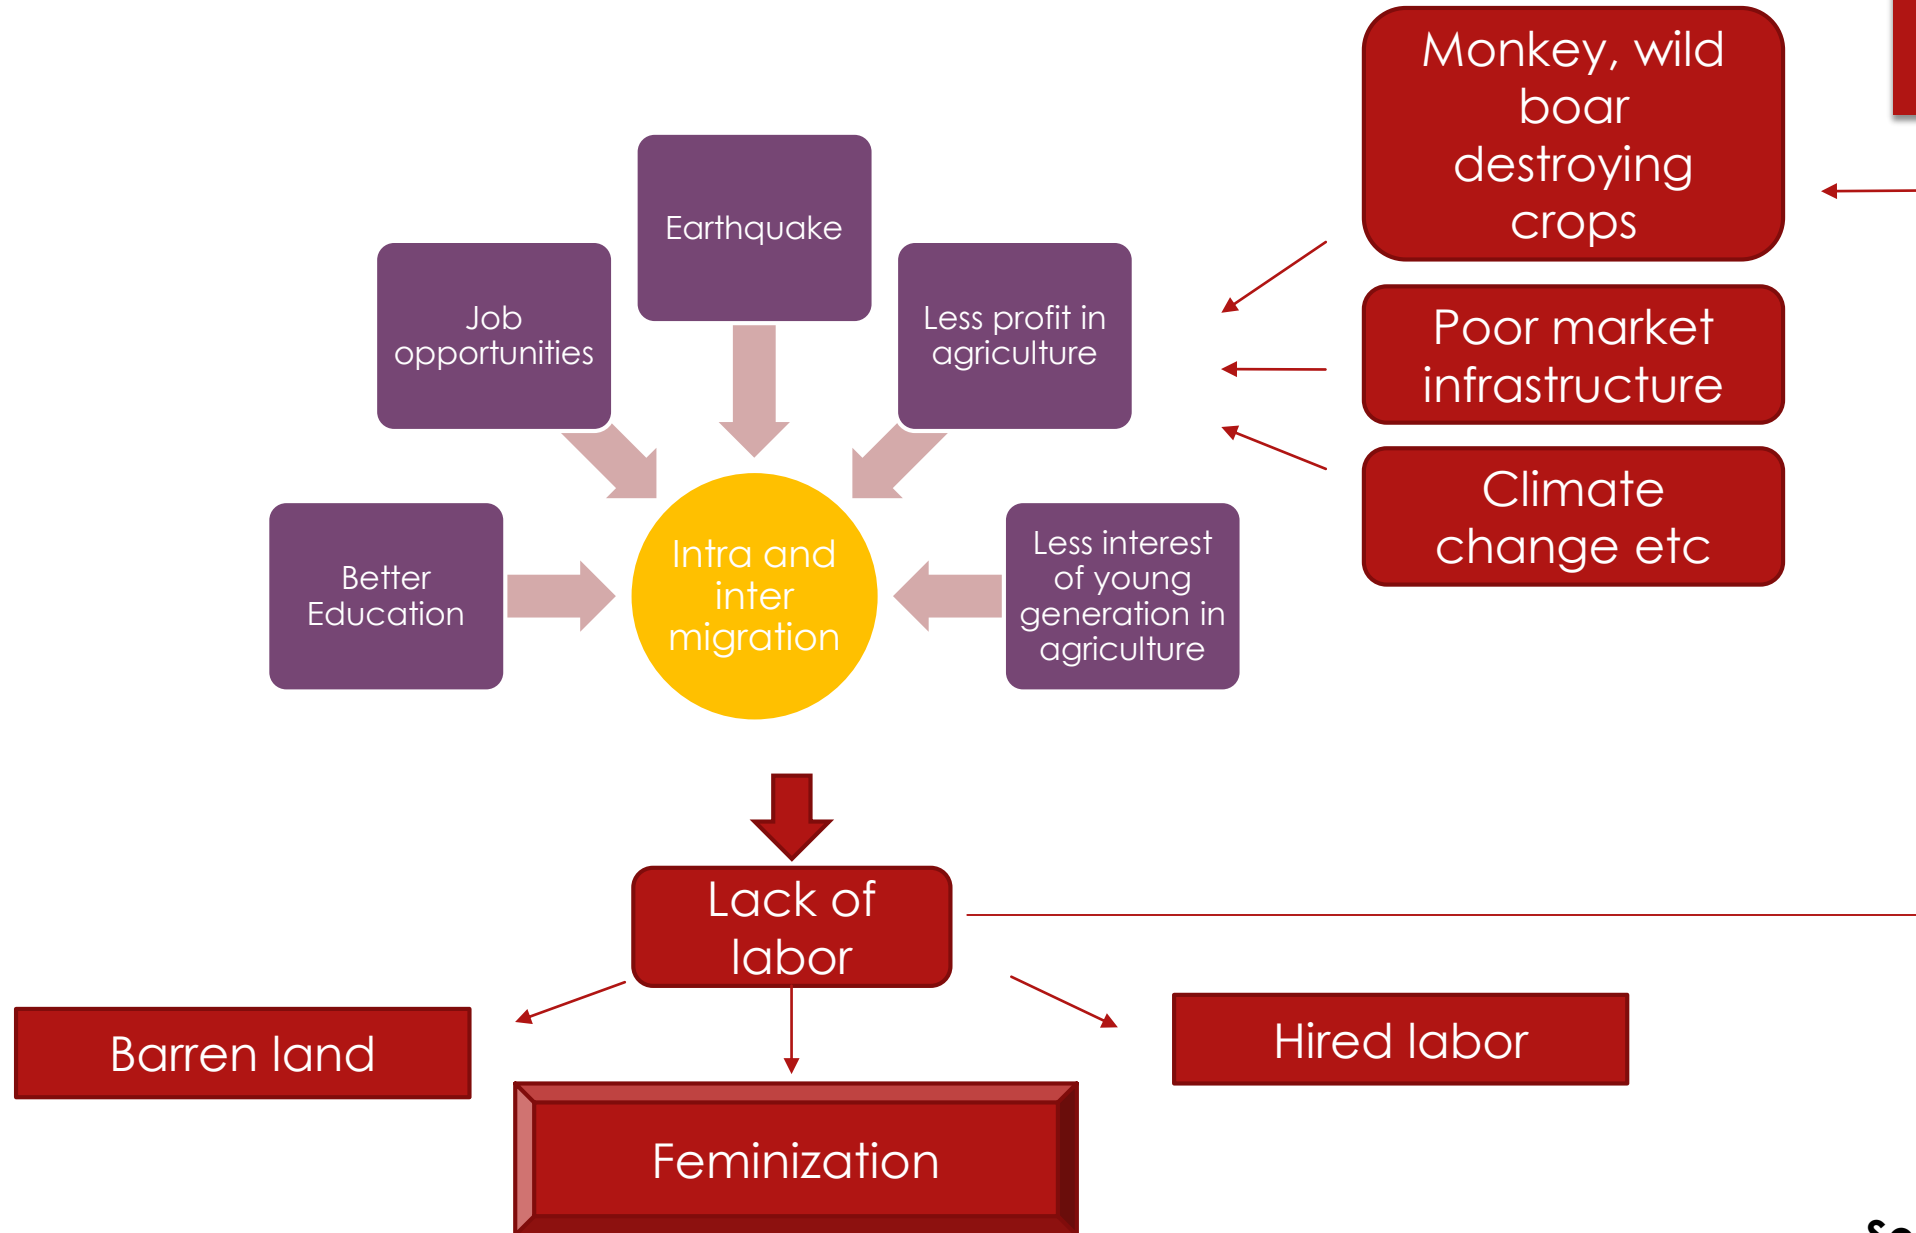 Monkey, wild
boar
destroying
crops
Earthquake
Job
opportunities
Less profit in
agriculture
Poor market
infrastructure
Climate
change etc
Better
Education
Intra and
inter
migration
Less interest
of young
generation in
agriculture
Lack of
labor
Barren land
Hired labor
Feminization